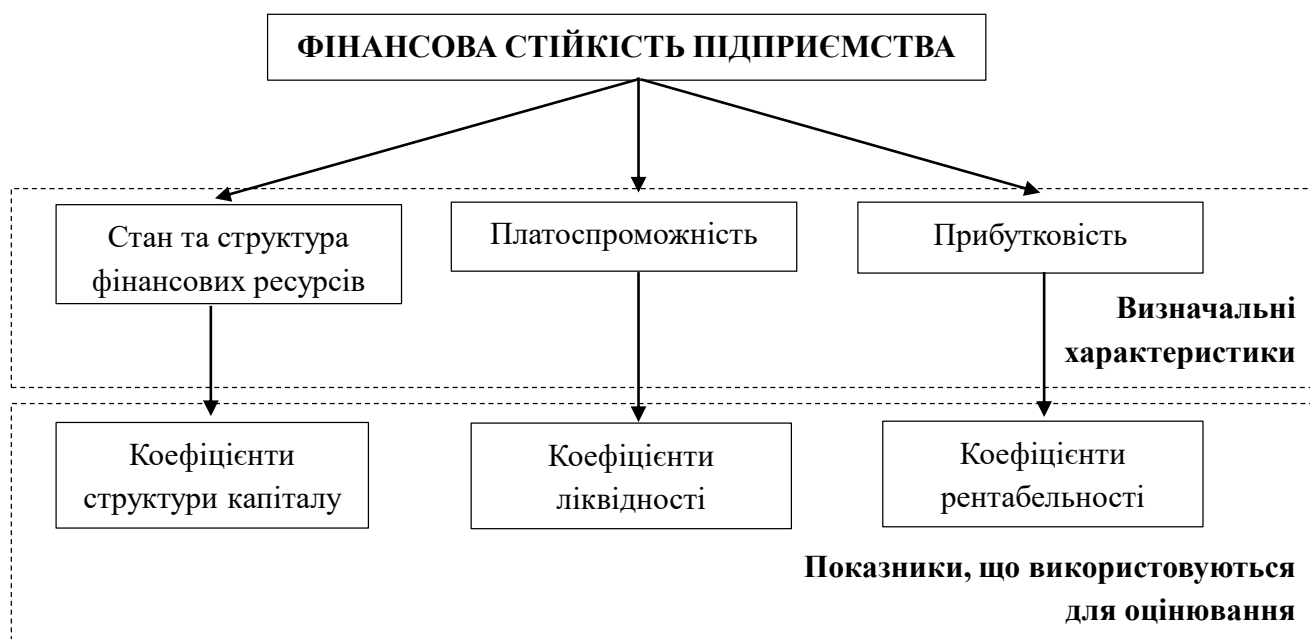 ФІНАНСОВА СТІЙКІСТЬ ПІДПРИЄМСТВА
Стан та структура
фінансових ресурсів
Платоспроможність
Прибутковість
Визначальні
характеристики
Коефіцієнти
структури капіталу
Коефіцієнти
ліквідності
Коефіцієнти
рентабельності
Показники, що використовуються
для оцінювання